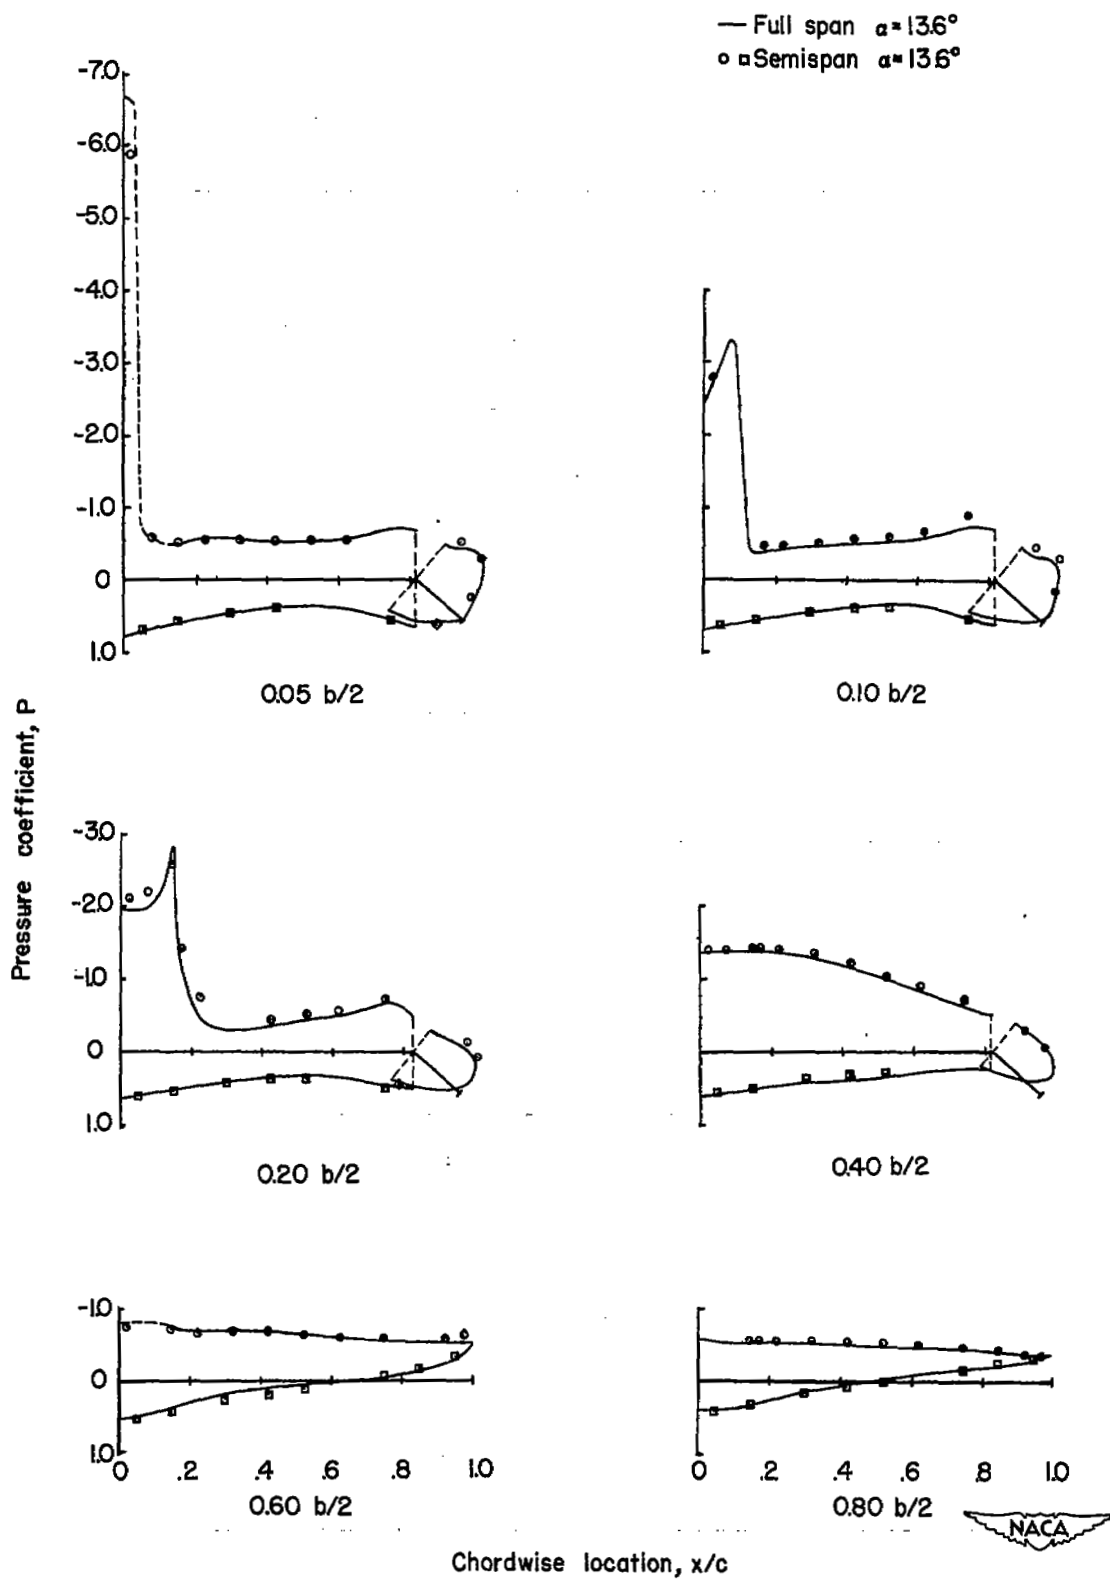 — Full span α≈13.6°
○ □ Semispan α≈13.6°
-7.0
-6.0
-5.0
-4.0
-3.0
-2.0
-1.0
0
1.0
0.05 b/2
0.10 b/2
Pressure coefficient, P
-3.0
-2.0
-1.0
0
1.0
0.20 b/2
0.40 b/2
-1.0
0
1.0
0 .2 .4 .6 .8 1.0
0 .2 .4 .6 .8 1.0
0.60 b/2
0.80 b/2
NACA
Chordwise location, x/c